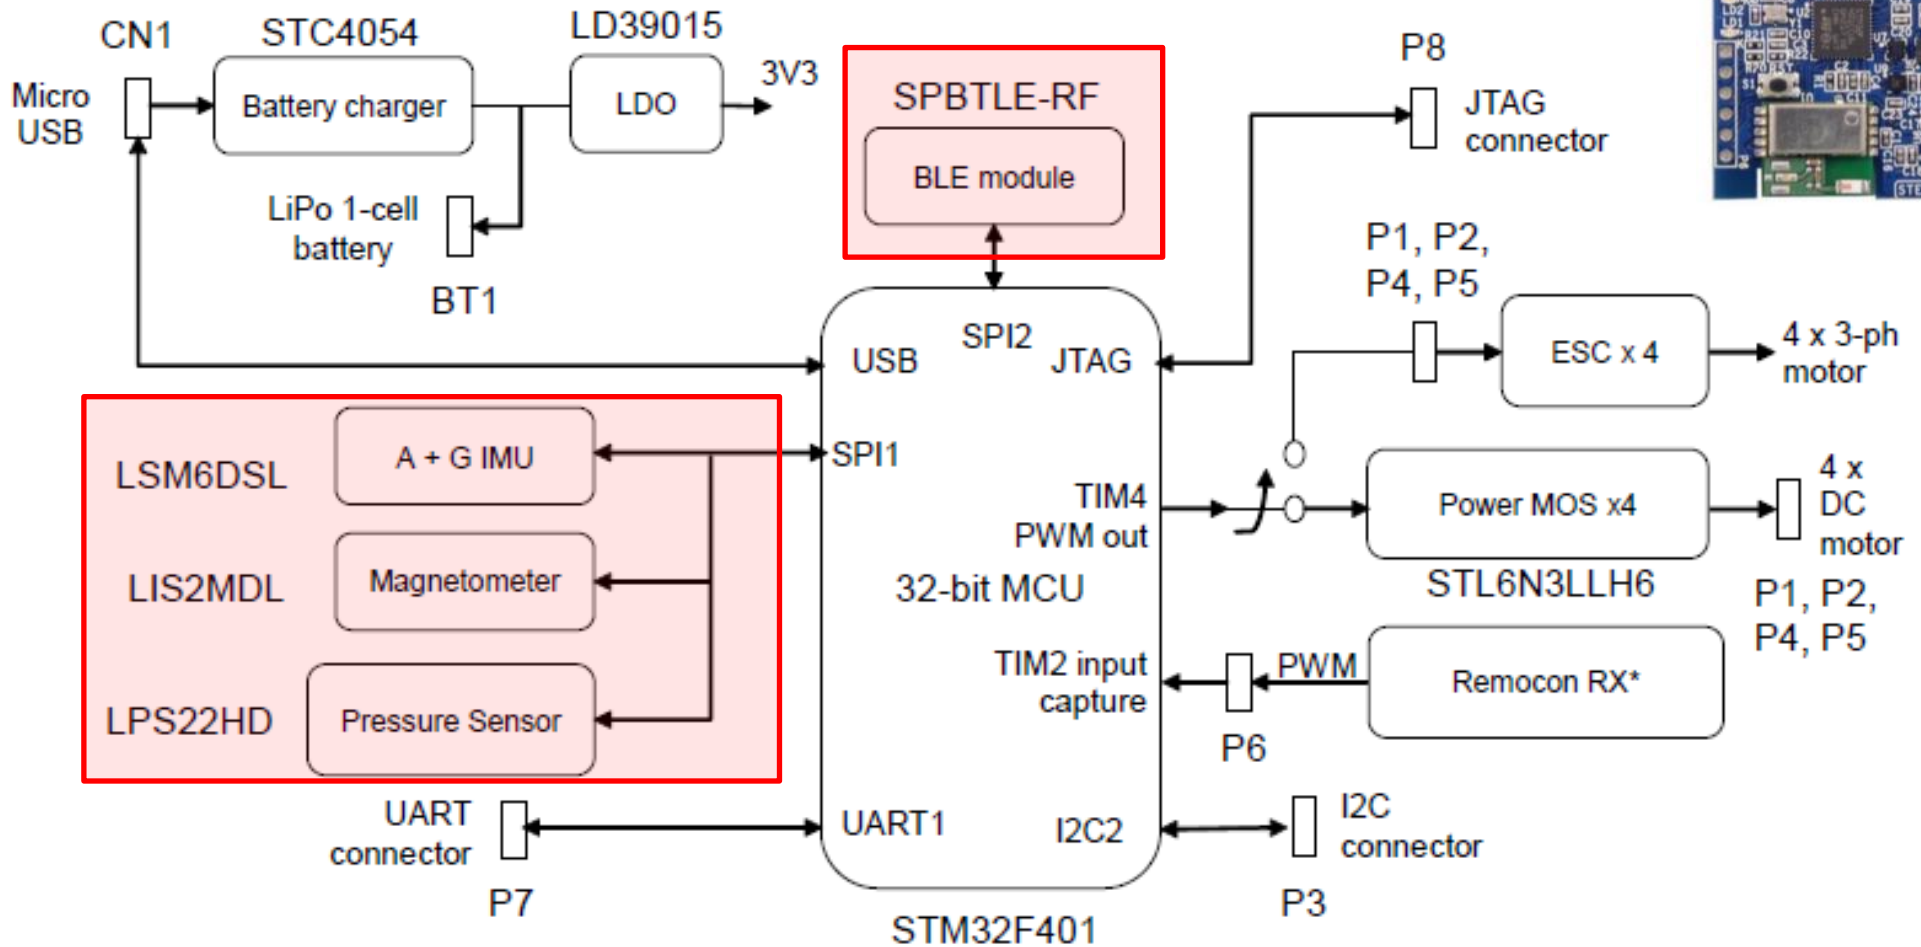 CN1
Micro
USB
STC4054
Battery charger
LD39015
LDO
3V3
LiPo 1-cell
battery
BT1
SPBTLE-RF
BLE module
P8
JTAG
connector
P1, P2,
P4, P5
ESC x 4
4 x 3-ph
motor
SPI2
USB
JTAG
LSM6DSL
A + G IMU
SPI1
LIS2MDL
Magnetometer
LPS22HD
Pressure Sensor
TIM4
PWM out
Power MOS x4
STL6N3LLH6
4 x
DC
motor
P1, P2,
P4, P5
32-bit MCU
TIM2 input
capture
PWM
Remocon RX*
P6
UART
connector
P7
UART1
I2C2
I2C
connector
P3
STM32F401